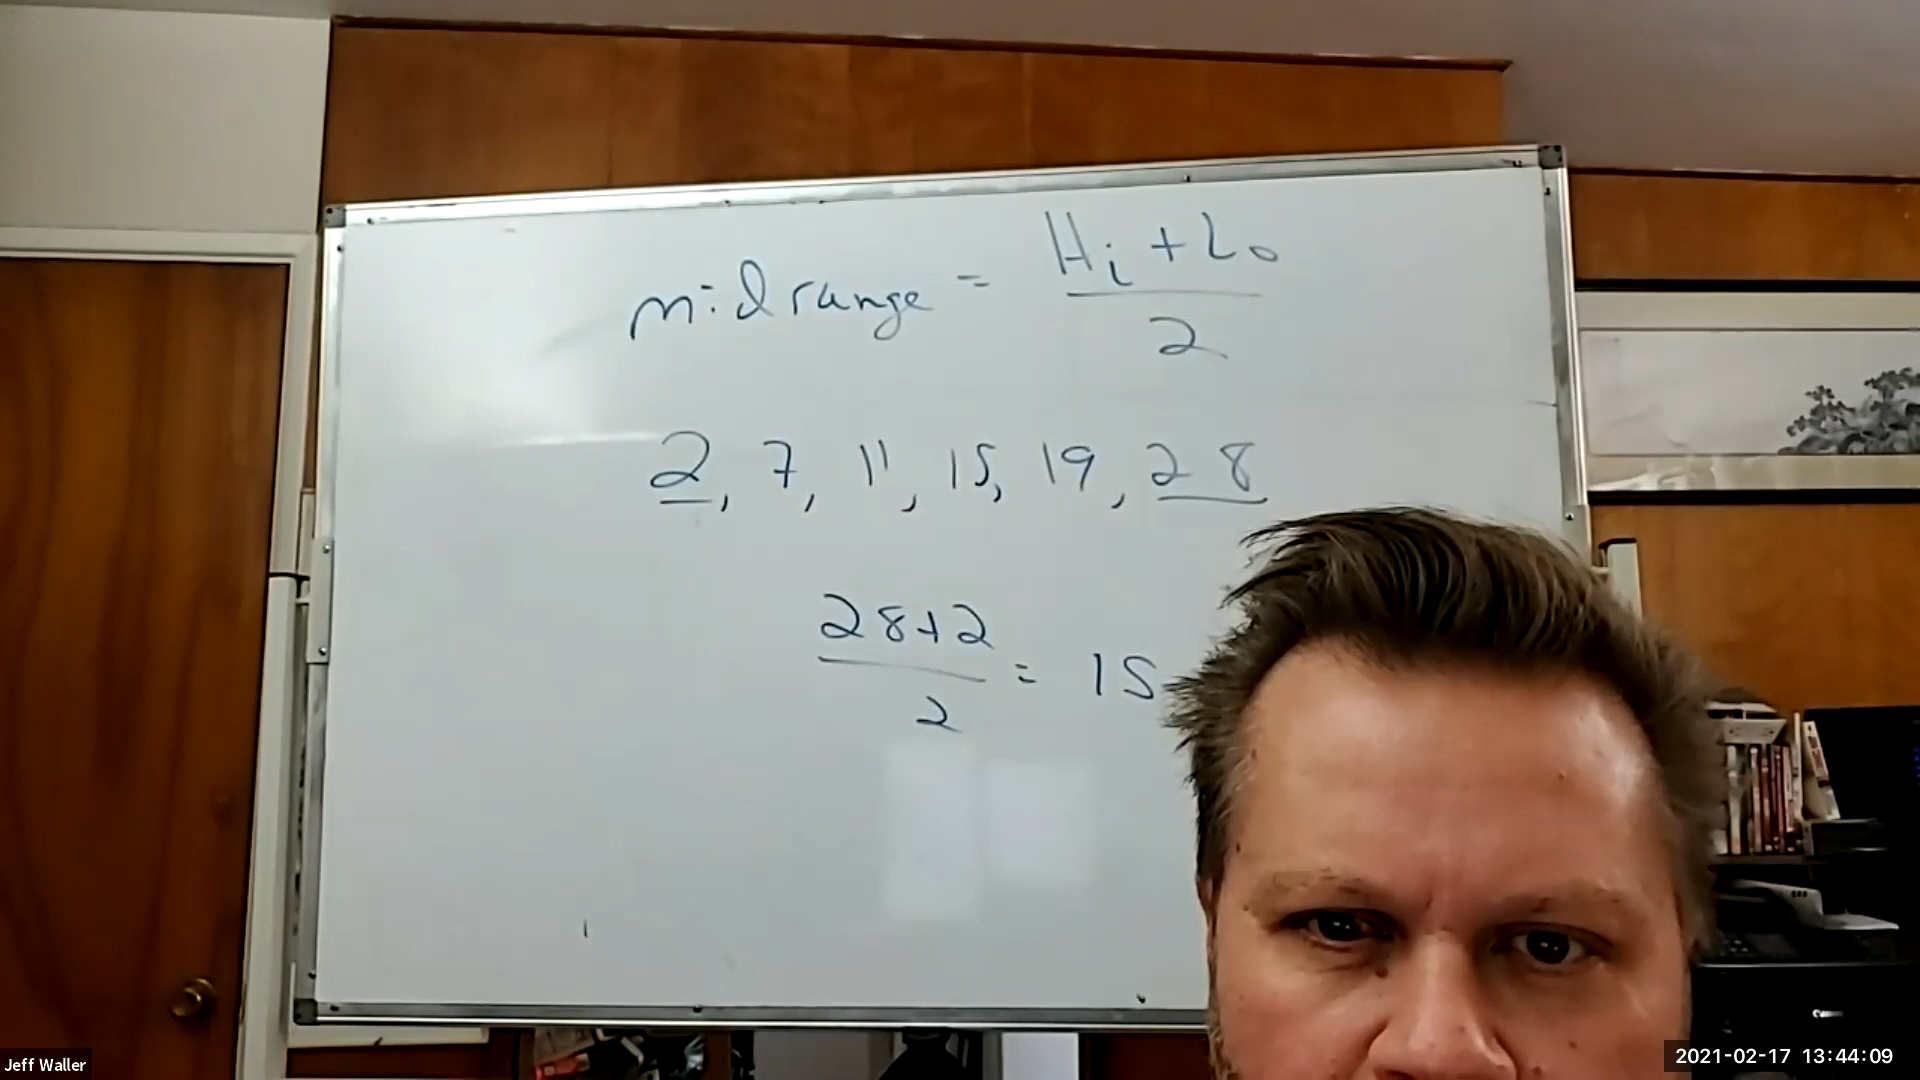 midrange = Hi + Lo
2
2, 7, 11, 15, 19, 28
28+2
2
= 15
Canon
Jeff Waller
2021-02-17 13:44:09